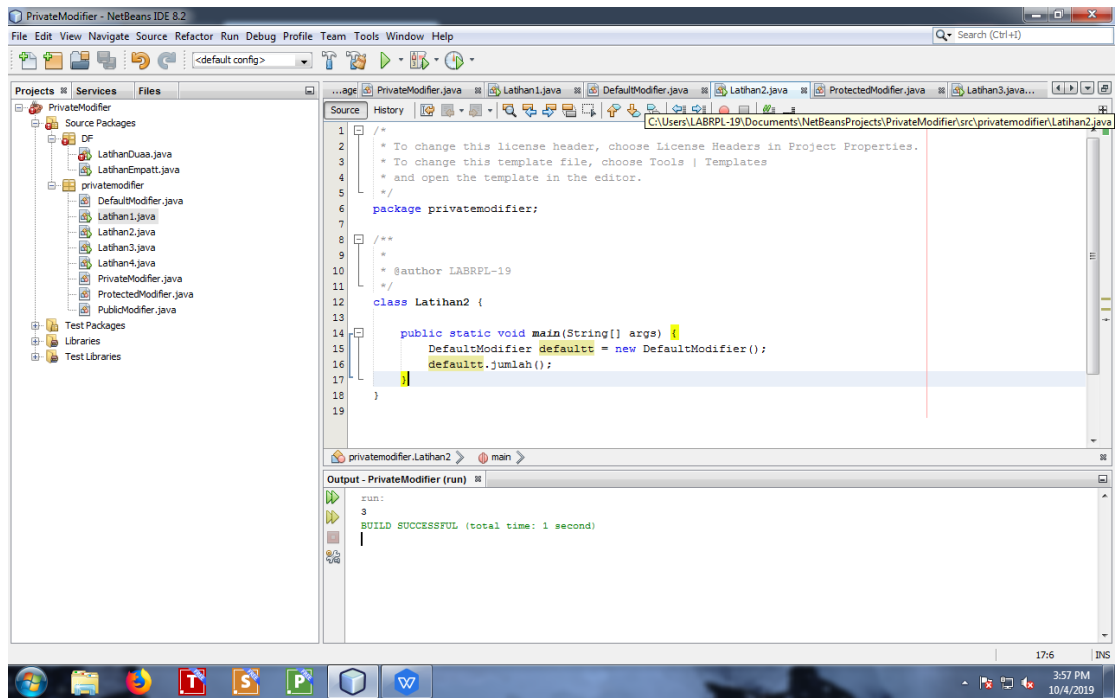 PrivateModifier - NetBeans IDE 8.2
File Edit View Navigate Source Refactor Run Debug Profile Team Tools Window Help
Search (Ctrl+I)
<default config>
Projects Services Files
PrivateModifier
Source Packages
DF
LatihanDuaa.java
LatihanEmpatt.java
privatemodifier
DefaultModifier.java
Latihan1.java
Latihan2.java
Latihan3.java
Latihan4.java
PrivateModifier.java
ProtectedModifier.java
PublicModifier.java
Test Packages
Libraries
Test Libraries
...age PrivateModifier.java Latihan1.java DefaultModifier.java Latihan2.java ProtectedModifier.java Latihan3.java...
Source History
C:\Users\LABRPL-19\Documents\NetBeansProjects\PrivateModifier\src\privatemodifier\Latihan2.java
1 /*
2 * To change this license header, choose License Headers in Project Properties.
3 * To change this template file, choose Tools | Templates
4 * and open the template in the editor.
5 */
6 package privatemodifier;
7
8 /**
9 *
10 * @author LABRPL-19
11 */
12 class Latihan2 {
13
14 public static void main(String[] args) {
15 DefaultModifier defaultt = new DefaultModifier();
16 defaultt.jumlah();
17 }
18 }
19
privatemodifier.Latihan2 main
Output - PrivateModifier (run)
run:
3
BUILD SUCCESSFUL (total time: 1 second)
17:6 INS
T S P W
3:57 PM
10/4/2019